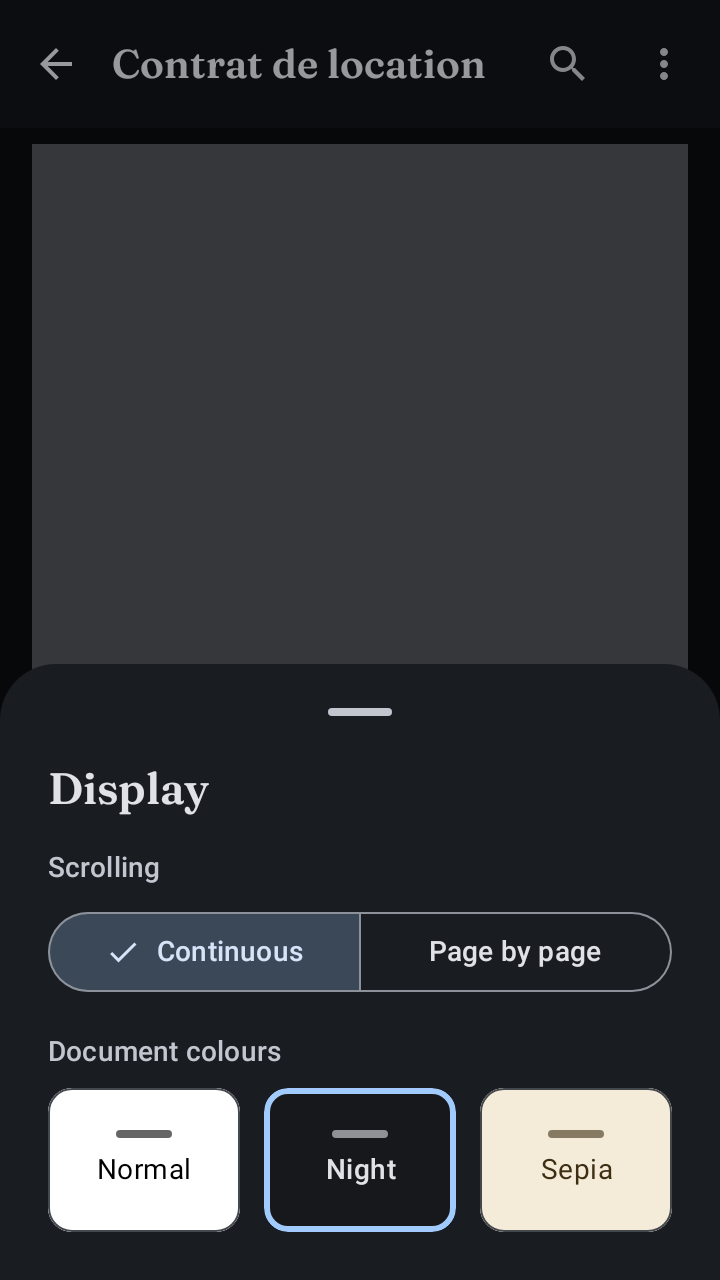 Contrat de location
Display
Scrolling
Continuous
Page by page
Document colours
Normal
Night
Sepia